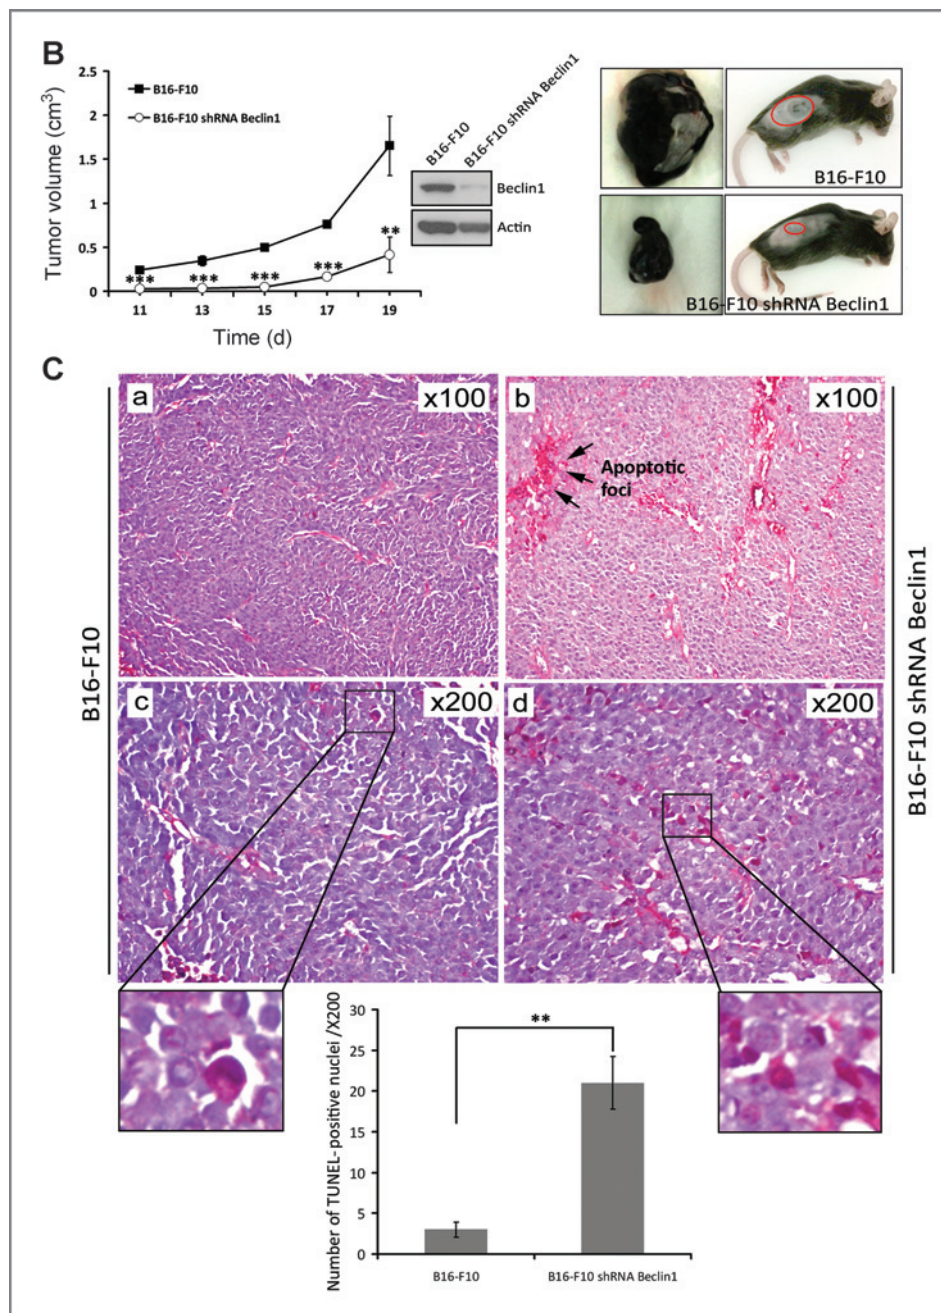 B
Tumor volume (cm³)
2.5
2
1.5
1
0.5
0
B16-F10
B16-F10 shRNA Beclin1
***
***
***
***
**
11
13
15
17
19
Time (d)
B16-F10
B16-F10 shRNA Beclin1
Beclin1
Actin
B16-F10
B16-F10 shRNA Beclin1
C
B16-F10
a
x100
b
x100
Apoptotic
foci
c
x200
d
x200
B16-F10 shRNA Beclin1
Number of TUNEL-positive nuclei /X200
30
25
20
15
10
5
0
**
B16-F10
B16-F10 shRNA Beclin1